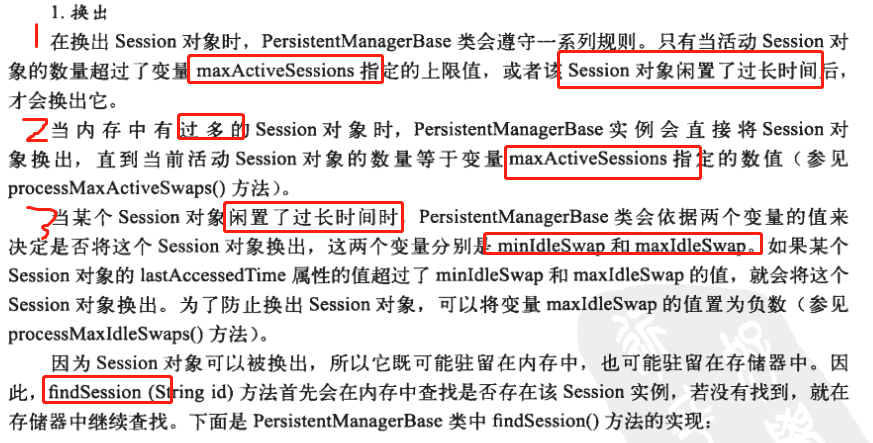 1. 换出
1
在换出 Session 对象时，PersistentManagerBase 类会遵守一系列规则。只有当活动 Session 对
象的数量超过了变量 maxActiveSessions 指定的上限值，或者该 Session 对象闲置了过长时间后，
才会换出它。
2
当内存中有过多的 Session 对象时，PersistentManagerBase 实例会直接将 Session 对
象换出，直到当前活动 Session 对象的数量等于变量 maxActiveSessions 指定的数值（参见
processMaxActiveSwaps() 方法）。
3
当某个 Session 对象闲置了过长时间时，PersistentManagerBase 类会依据两个变量的值来
决定是否将这个 Session 对象换出，这两个变量分别是 minIdleSwap 和 maxIdleSwap。如果某个
Session 对象的 lastAccessedTime 属性的值超过了 minIdleSwap 和 maxIdleSwap 的值，就会将这个
Session 对象换出。为了防止换出 Session 对象，可以将变量 maxIdleSwap 的值置为负数（参见
processMaxIdleSwaps() 方法）。
因为 Session 对象可以被换出，所以它既可能驻留在内存中，也可能驻留在存储器中。因
此，findSession (String id) 方法首先会在内存中查找是否存在该 Session 实例，若没有找到，就在
存储器中继续查找。下面是 PersistentManagerBase 类中 findSession() 方法的实现：